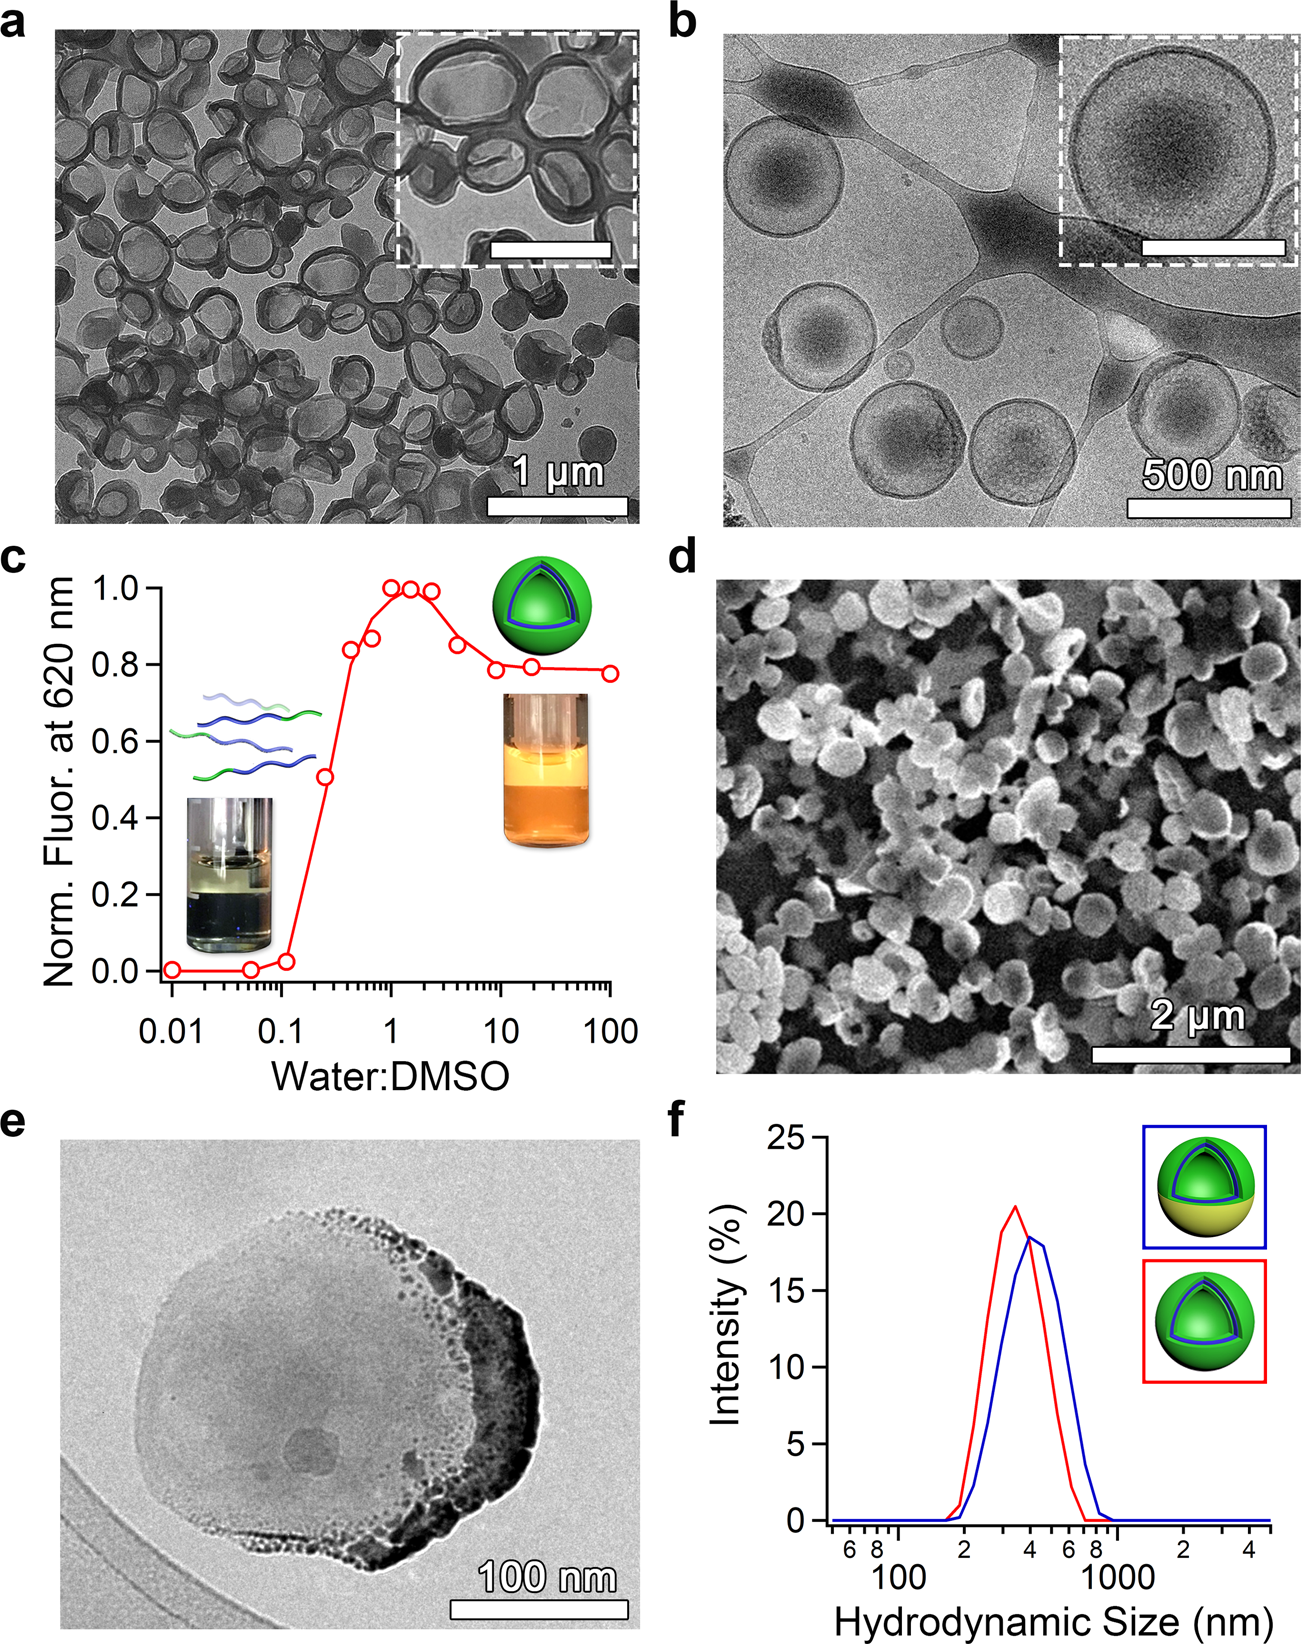 a
1 µm
b
500 nm
c
Norm. Fluor. at 620 nm
1.0
0.8
0.6
0.4
0.2
0.0
0.01 0.1 1 10 100
Water:DMSO
d
2 µm
e
100 nm
f
Intensity (%)
25
20
15
10
5
0
6 8 2 4 6 8 2 4
100 1000
Hydrodynamic Size (nm)